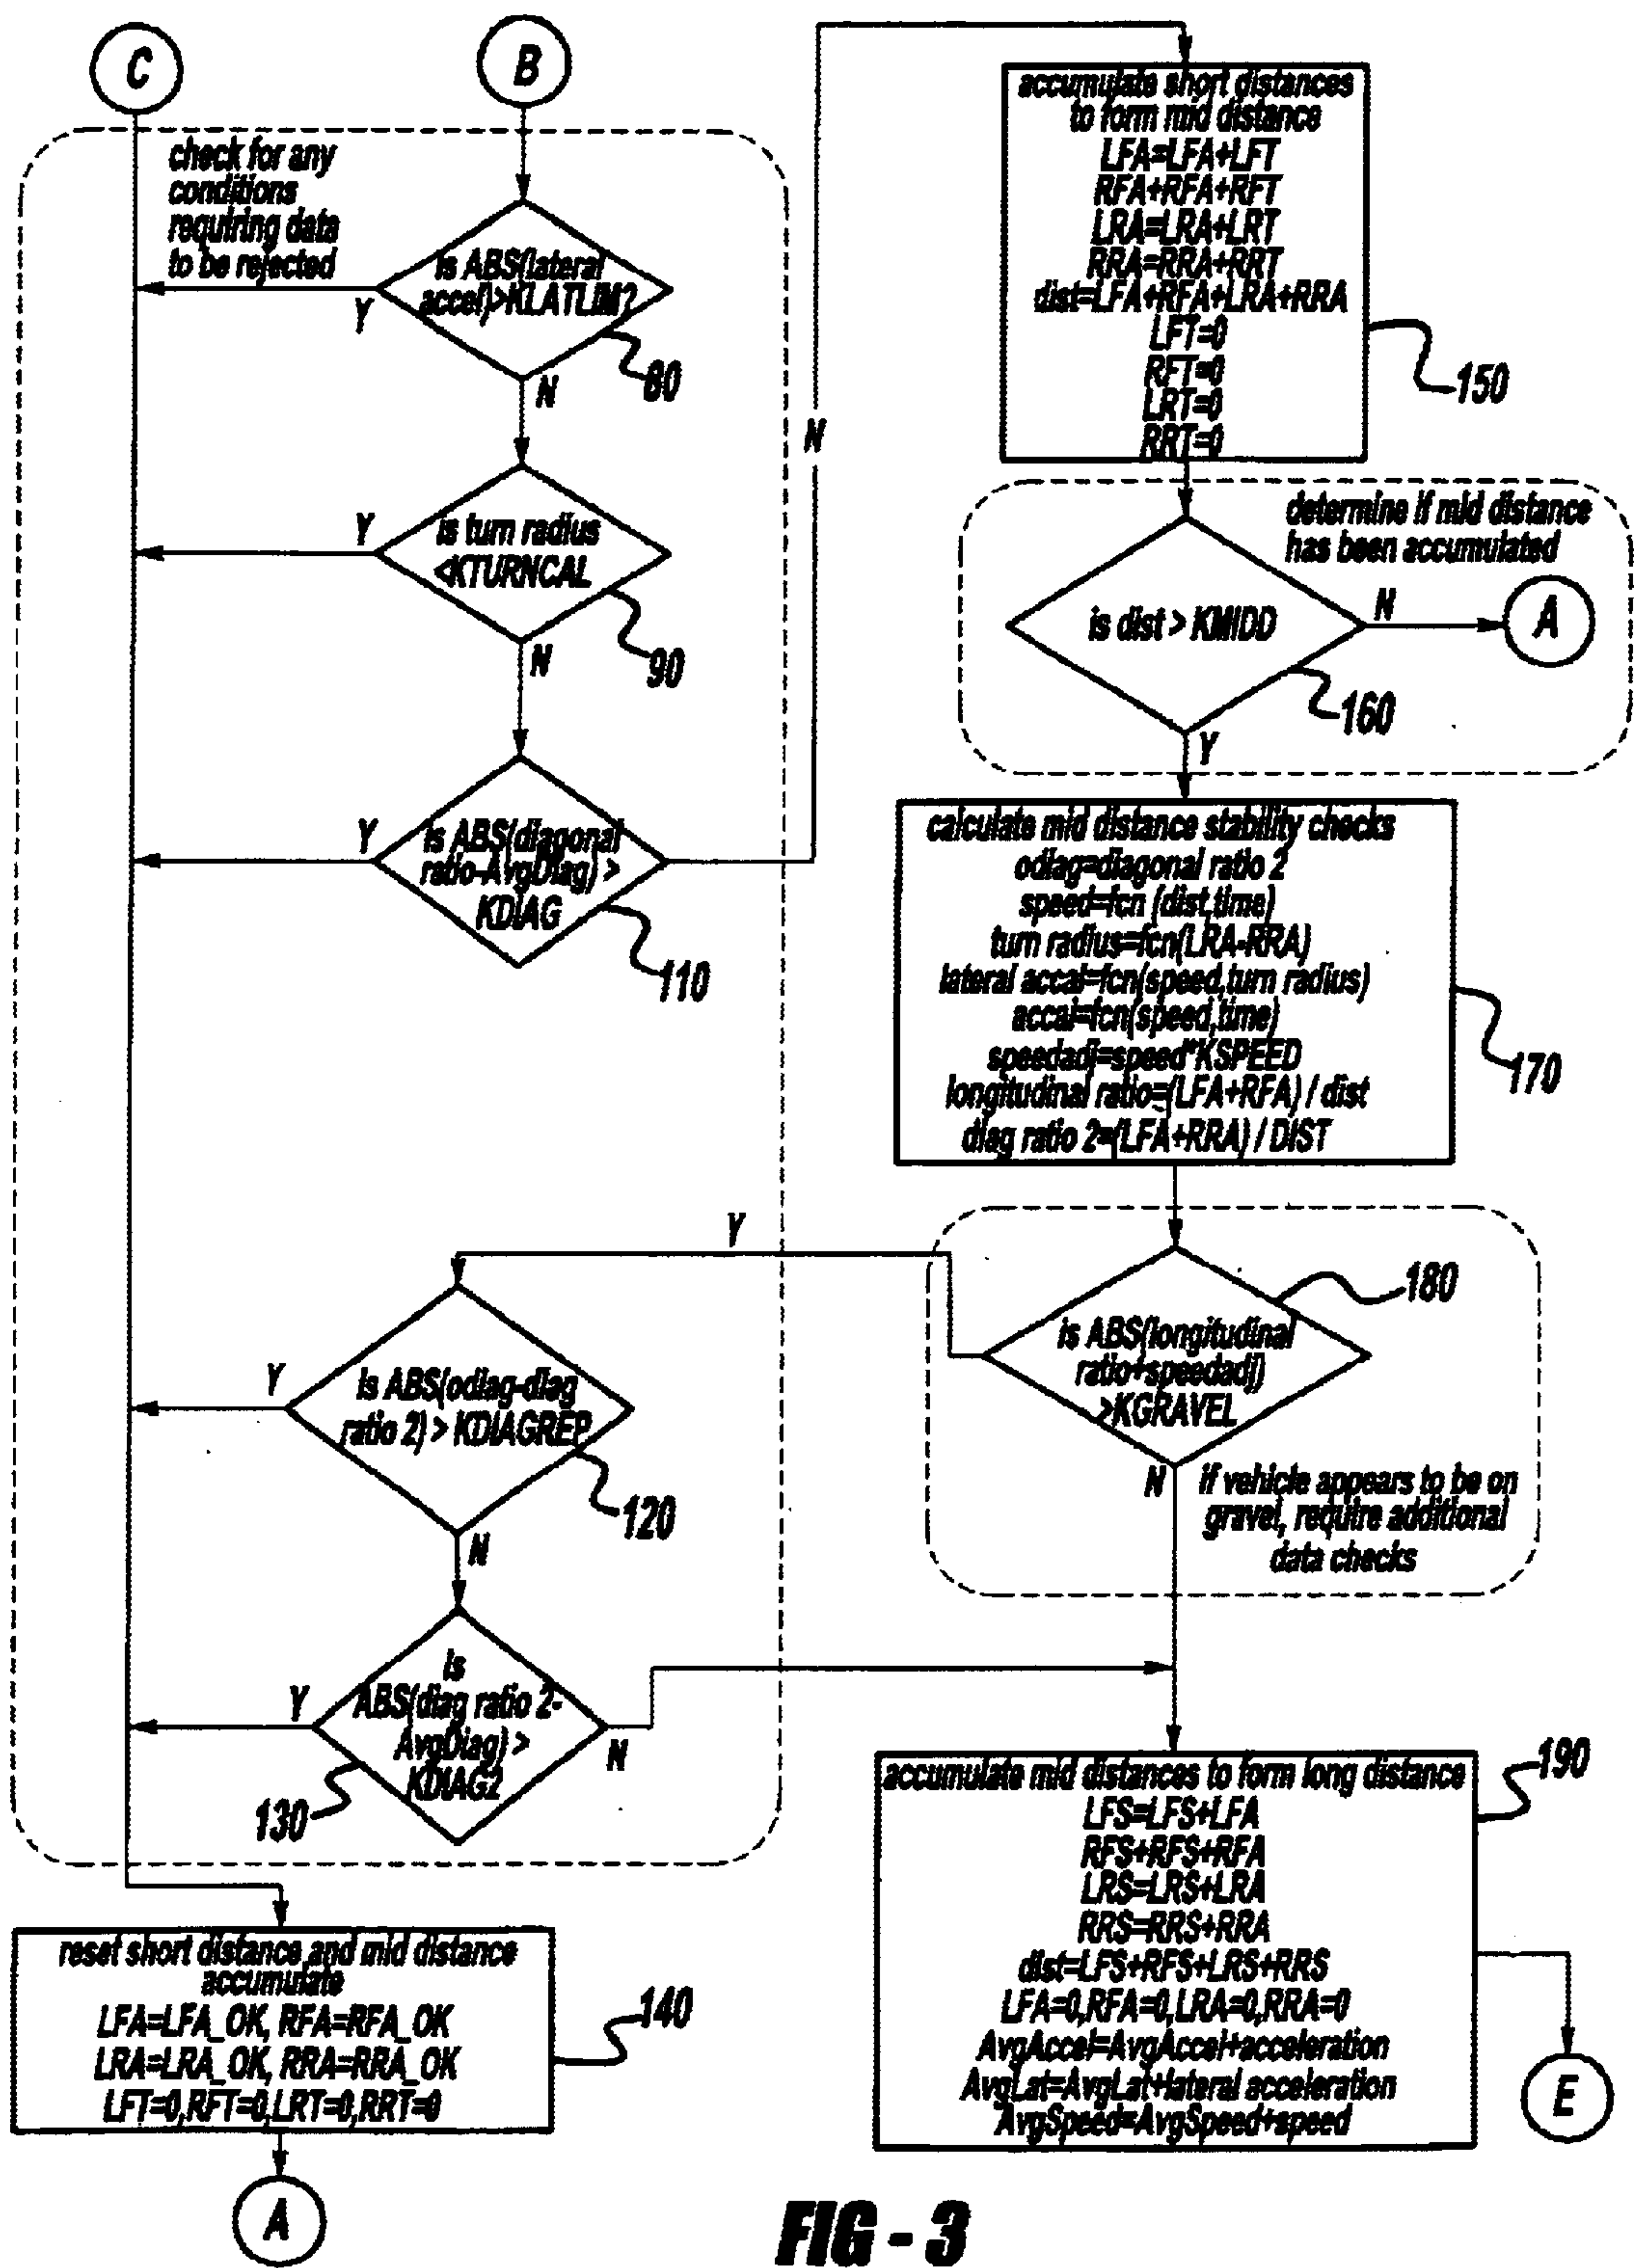 C
B
check for any
conditions
requiring data
to be rejected
is ABS(lateral
accel)>KLATLIM?
Y
80
N
is turn radius
<KTURNCAL
Y
90
N
is ABS(diagonal
ratio-AvgDiag) >
KDIAG
Y
110
N
accumulate short distances
to form mid distance
LFA=LFA+LFT
RFA+RFA+RFT
LRA=LRA+LRT
RRA=RRA+RRT
dist=LFA+RFA+LRA+RRA
LFT=0
RFT=0
LRT=0
RRT=0
150
determine if mid distance
has been accumulated
is dist > KMIDD
N
A
160
Y
calculate mid distance stability checks
odiag=diagonal ratio 2
speed=fcn (dist,time)
turn radius=fcn(LRA-RRA)
lateral accal=fcn(speed,turn radius)
accal=fcn(speed,time)
speedadj=speed*KSPEED
longitudinal ratio=(LFA+RFA) / dist
diag ratio 2=(LFA+RRA) / DIST
170
Y
180
is ABS(longitudinal
ratio+speedadj)
>KGRAVEL
N
if vehicle appears to be on
gravel, require additional
data checks
is ABS(odiag-diag
ratio 2) > KDIAGREP
Y
120
N
is
ABS(diag ratio 2-
AvgDiag) >
KDIAG2
Y
N
130
accumulate mid distances to form long distance
LFS=LFS+LFA
RFS+RFS+RFA
LRS=LRS+LRA
RRS=RRS+RRA
dist=LFS+RFS+LRS+RRS
LFA=0,RFA=0,LRA=0,RRA=0
AvgAccel=AvgAccel+acceleration
AvgLat=AvgLat+lateral acceleration
AvgSpeed=AvgSpeed+speed
190
E
reset short distance and mid distance
accumulate
LFA=LFA_OK, RFA=RFA_OK
LRA=LRA_OK, RRA=RRA_OK
LFT=0,RFT=0,LRT=0,RRT=0
140
A
FIG - 3